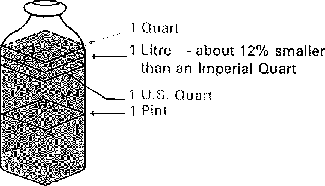 1 Quart
1 Litre - about 12% smaller
than an Imperial Quart
1 U.S. Quart
1 Pint